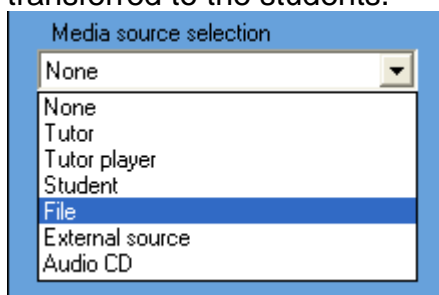 transferred to the students.
Media source selection
None
None
Tutor
Tutor player
Student
File
External source
Audio CD